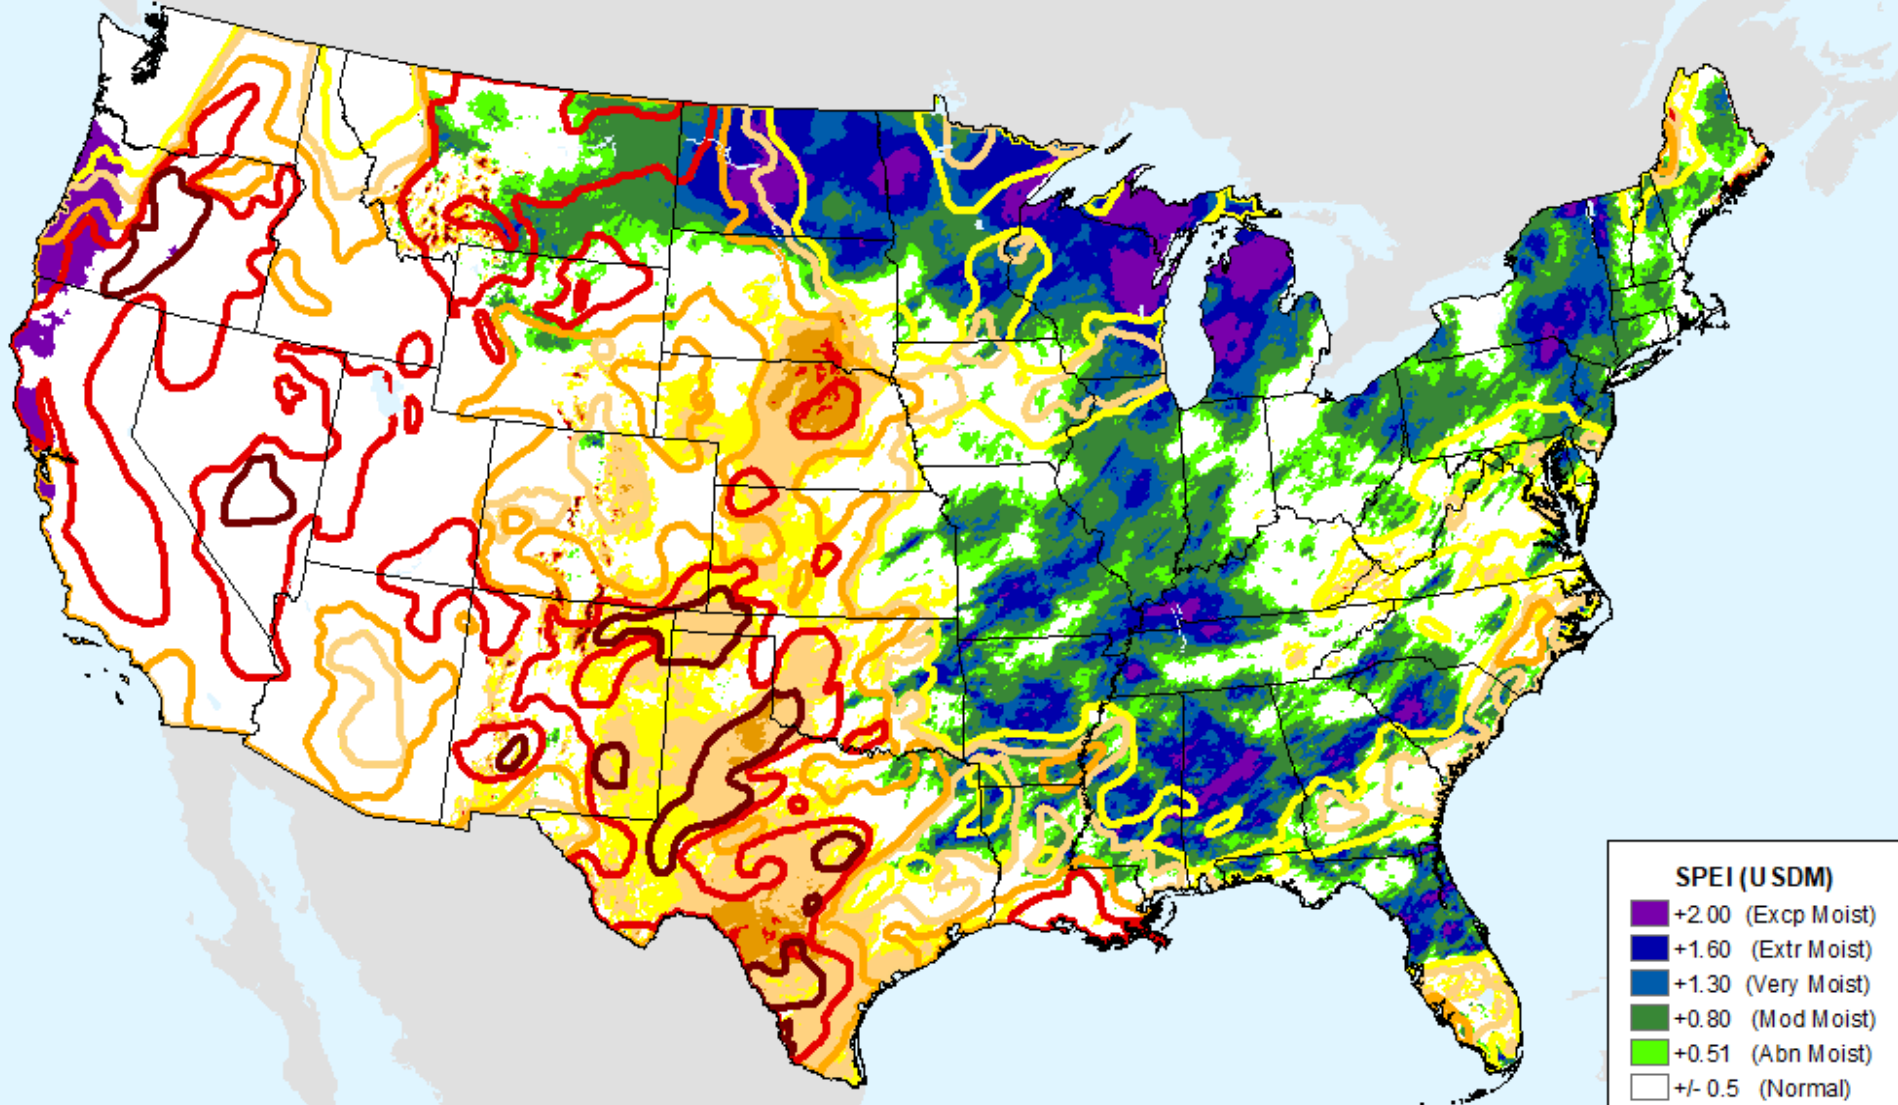 SPEI (USDM)
+2.00 (Excp Moist)
+1.60 (Extr Moist)
+1.30 (Very Moist)
+0.80 (Mod Moist)
+0.51 (Abn Moist)
+/- 0.5 (Normal)